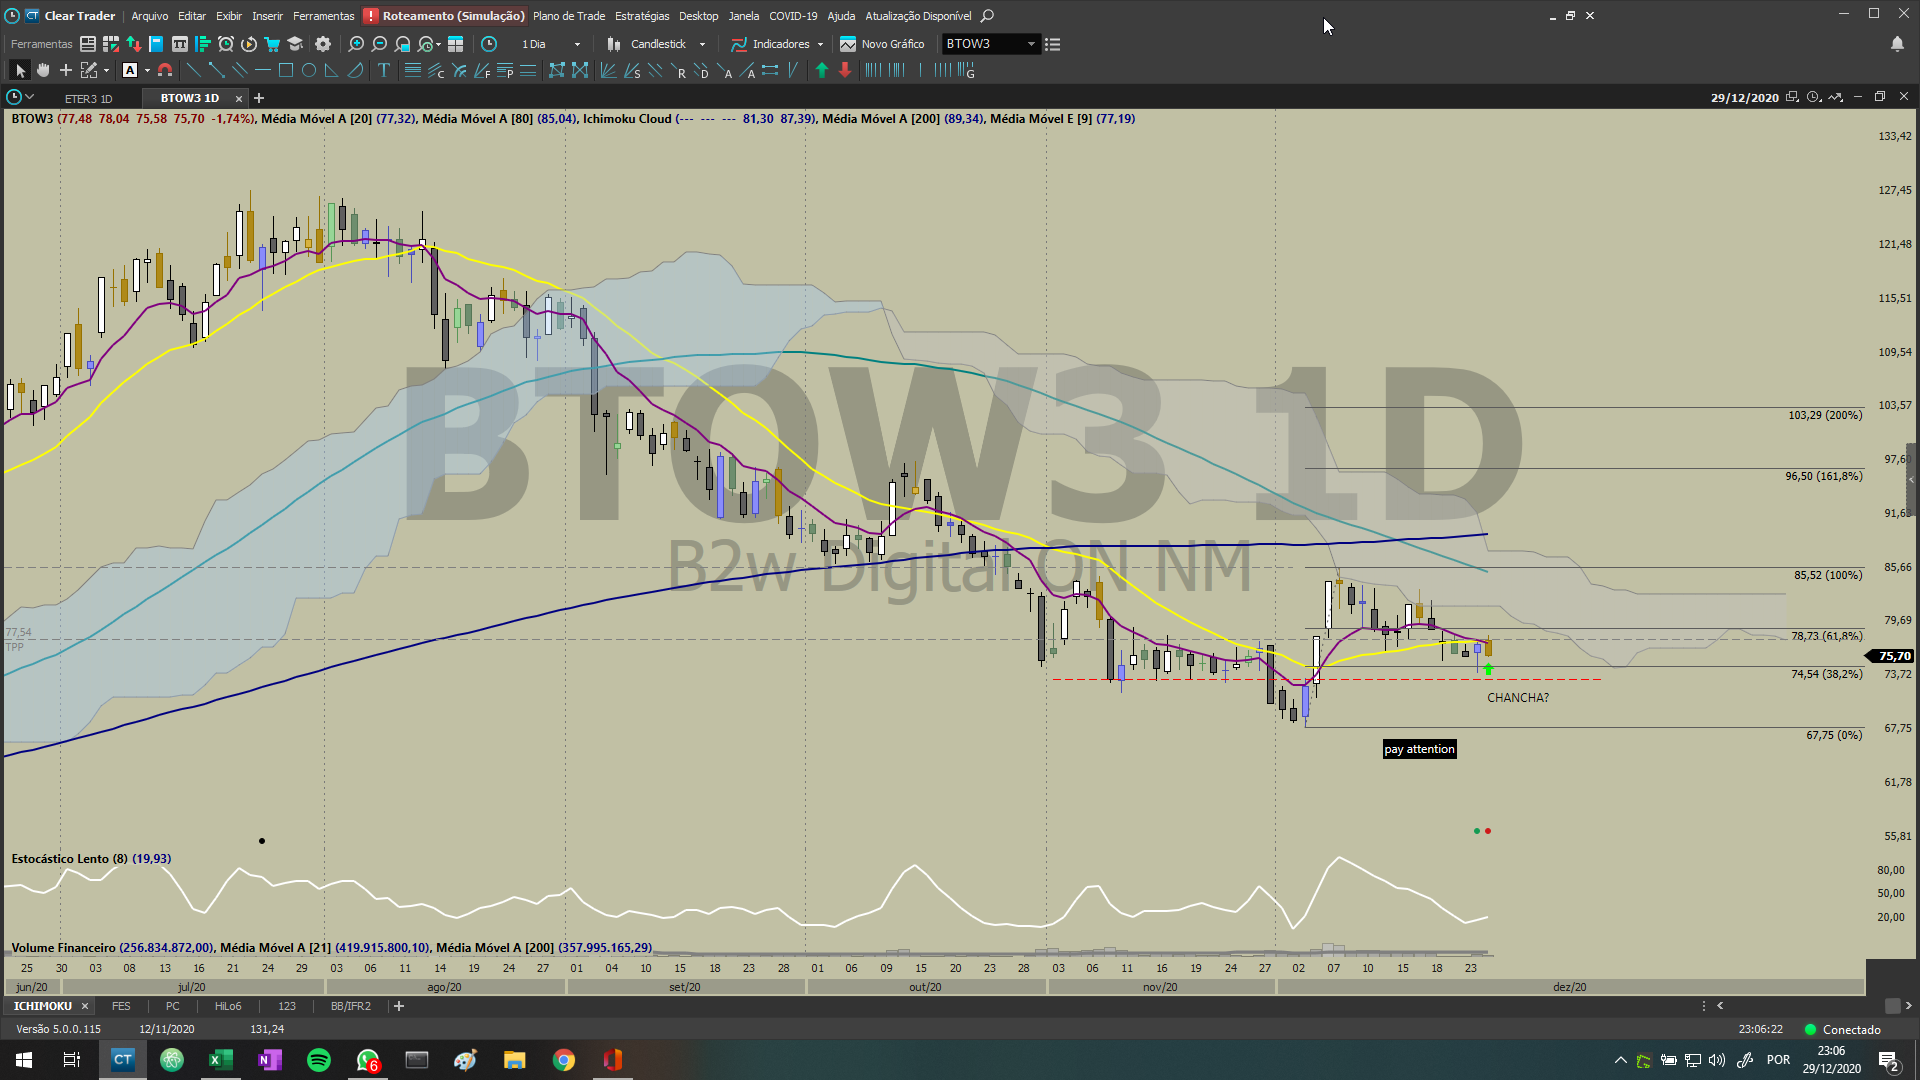 Clear Trader Arquivo Editar Exibir Inserir Ferramentas ! Roteamento (Simulação) Plano de Trade Estratégias Desktop Janela COVID-19 Ajuda Atualização Disponível
Ferramentas 1 Dia Candlestick Indicadores Novo Gráfico BTOW3
ETER3 1D BTOW3 1D 29/12/2020
BTOW3 (77,48 78,04 75,58 75,70 -1,74%), Média Móvel A [20] (77,32), Média Móvel A [80] (85,04), Ichimoku Cloud (--- --- --- 81,30 87,39), Média Móvel A [200] (89,34), Média Móvel E [9] (77,19)
133,42
127,45
121,48
115,51
109,54
103,57
103,29 (200%)
97,60
96,50 (161,8%)
91,63
BTOW3 1D
B2w Digital ON NM
85,66
85,52 (100%)
79,69
77,54
78,73 (61,8%)
TPP
75,70
74,54 (38,2%)
73,72
CHANCHA?
67,75
67,75 (0%)
pay attention
61,78
55,81
Estocástico Lento (8) (19,93)
80,00
50,00
20,00
Volume Financeiro (256.834.872,00), Média Móvel A [21] (419.915.800,10), Média Móvel A [200] (357.995.165,29)
25 30 03 08 13 16 21 24 29 03 06 11 14 19 24 27 01 04 10 15 18 23 28 01 06 09 15 20 23 28 03 06 11 16 19 24 27 02 07 10 15 18 23
jun/20 jul/20 ago/20 set/20 out/20 nov/20 dez/20
ICHIMOKU FES PC HiLo6 123 BB/IFR2
Versão 5.0.0.115 12/11/2020 131,24 23:06:22 Conectado
CT 6 POR 23:06
29/12/2020 2